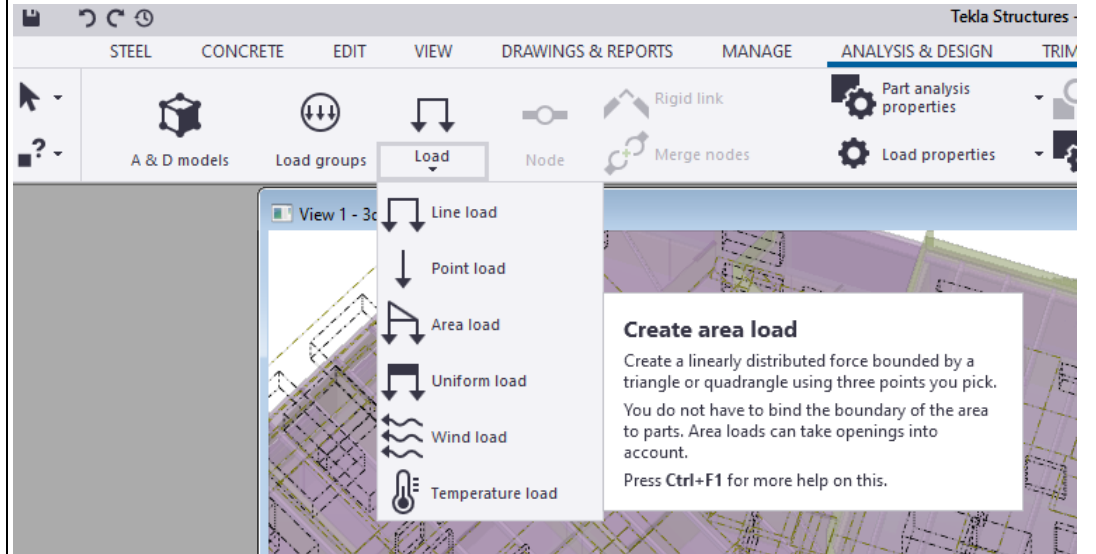 Tekla Structures -
STEEL CONCRETE EDIT VIEW DRAWINGS & REPORTS MANAGE ANALYSIS & DESIGN TRIM
Part analysis
properties
Rigid link
A & D models Load groups Load Node Merge nodes Load properties
View 1 - 3d
Line load
Point load
Area load
Uniform load
Wind load
Temperature load
Create area load
Create a linearly distributed force bounded by a
triangle or quadrangle using three points you pick.
You do not have to bind the boundary of the area
to parts. Area loads can take openings into
account.
Press Ctrl+F1 for more help on this.